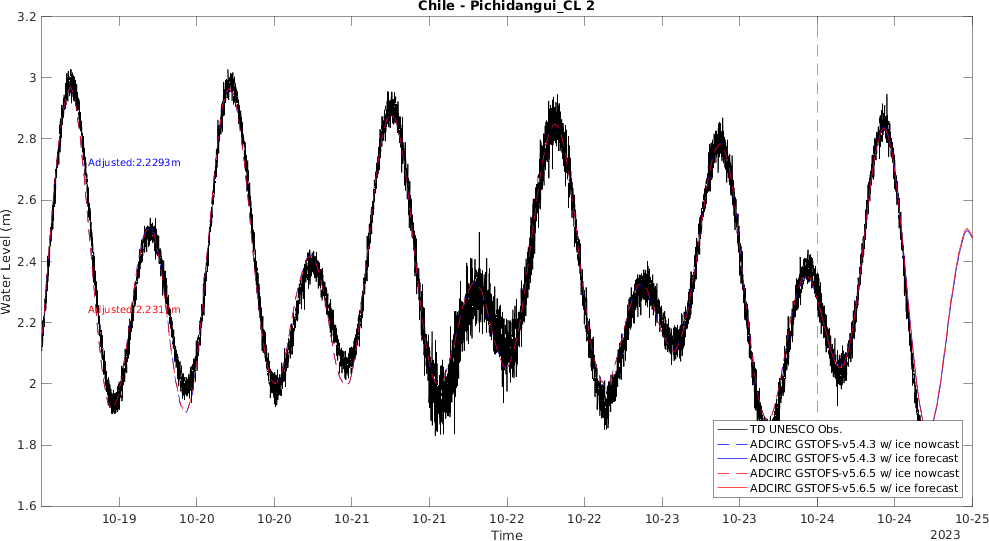 Chile - Pichidangui_CL 2
3.2
3
2.8
2.6
2.4
2.2
2
1.8
1.6
Water Level (m)
Adjusted:2.2293m
TD UNESCO Obs.
ADCIRC GSTOFS-v5.4.3 w/ ice nowcast
ADCIRC GSTOFS-v5.4.3 w/ ice forecast
ADCIRC GSTOFS-v5.6.5 w/ ice nowcast
ADCIRC GSTOFS-v5.6.5 w/ ice forecast
10-19 10-20 10-20 10-21 10-21 10-22 10-22 10-23 10-23 10-24 10-24 10-25
Time
2023